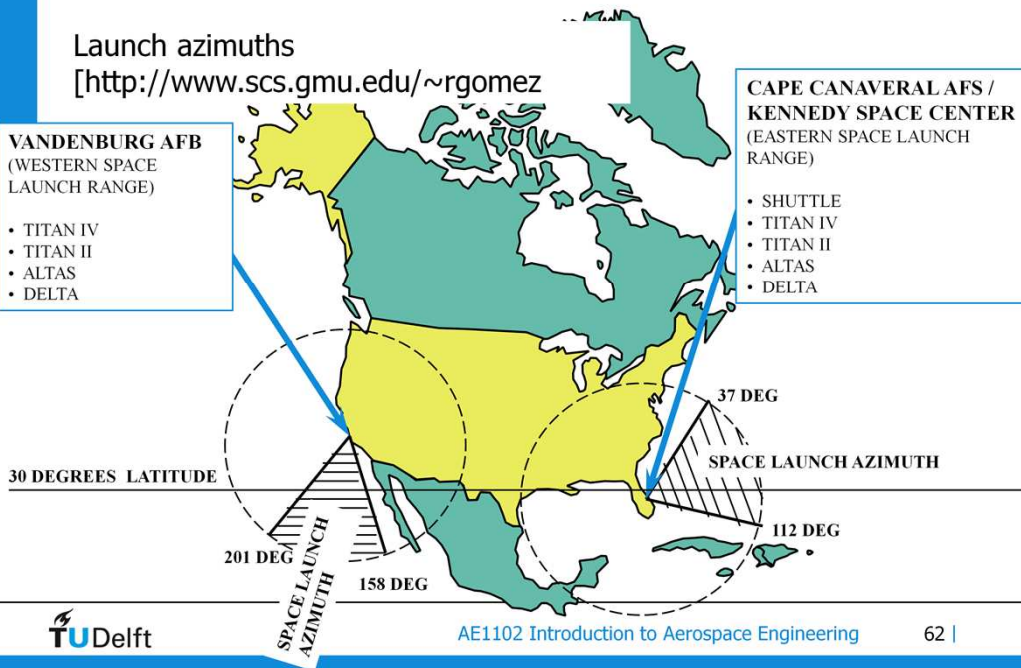 Launch azimuths
[http://www.scs.gmu.edu/~rgomez
VANDENBURG AFB
(WESTERN SPACE
LAUNCH RANGE)
• TITAN IV
• TITAN II
• ALTAS
• DELTA
CAPE CANAVERAL AFS /
KENNEDY SPACE CENTER
(EASTERN SPACE LAUNCH
RANGE)
• SHUTTLE
• TITAN IV
• TITAN II
• ALTAS
• DELTA
37 DEG
SPACE LAUNCH AZIMUTH
30 DEGREES LATITUDE
112 DEG
201 DEG
SPACE LAUNCH
AZIMUTH
158 DEG
TUDelft
AE1102 Introduction to Aerospace Engineering
62 |